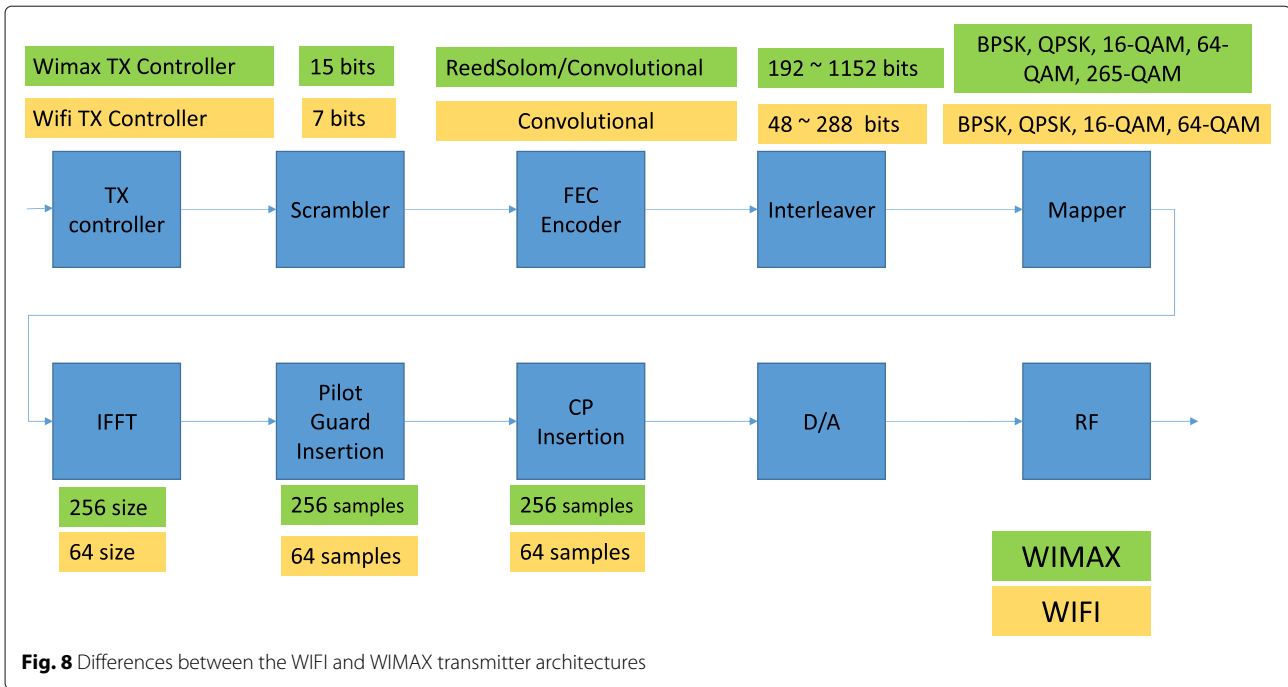 Wimax TX Controller
15 bits
ReedSolom/Convolutional
192 ~ 1152 bits
BPSK, QPSK, 16-QAM, 64-
QAM, 265-QAM
Wifi TX Controller
7 bits
Convolutional
48 ~ 288 bits
BPSK, QPSK, 16-QAM, 64-QAM
TX
controller
Scrambler
FEC
Encoder
Interleaver
Mapper
IFFT
Pilot
Guard
Insertion
CP
Insertion
D/A
RF
256 size
256 samples
256 samples
64 size
64 samples
64 samples
WIMAX
WIFI
Fig. 8 Differences between the WIFI and WIMAX transmitter architectures